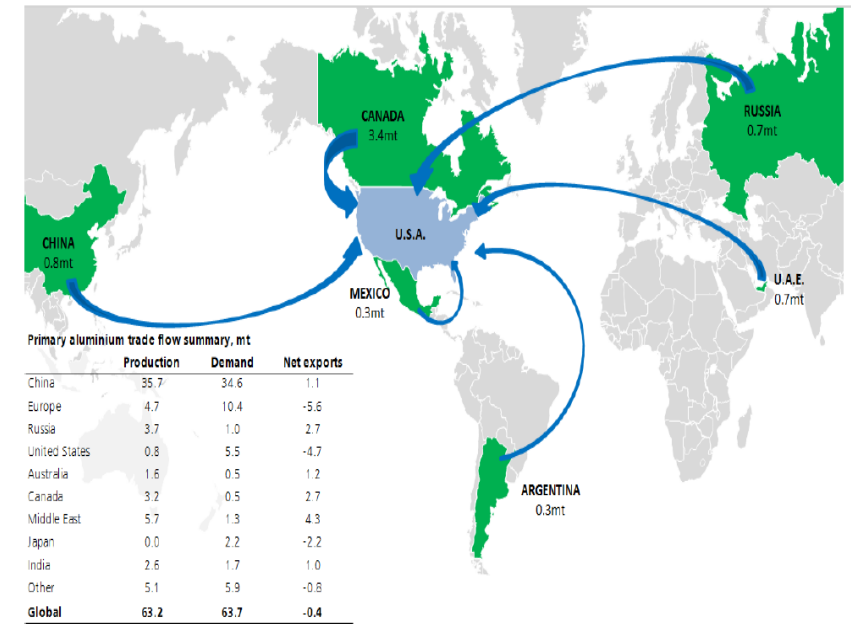 CANADA
3.4mt
RUSSIA
0.7mt
U.S.A.
CHINA
0.8mt
U.A.E.
0.7mt
MEXICO
0.3mt
ARGENTINA
0.3mt
Primary aluminium trade flow summary, mt
Production Demand Net exports
China 35.7 34.6 1.1
Europe 4.7 10.4 -5.6
Russia 3.7 1.0 2.7
United States 0.8 5.5 -4.7
Australia 1.6 0.5 1.2
Canada 3.2 0.5 2.7
Middle East 5.7 1.3 4.3
Japan 0.0 2.2 -2.2
India 2.6 1.7 1.0
Other 5.1 5.9 -0.8
Global 63.2 63.7 -0.4